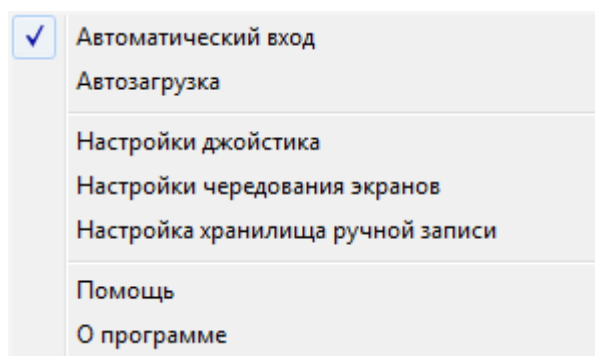 Автоматический вход
Автозагрузка
Настройки джойстика
Настройки чередования экранов
Настройка хранилища ручной записи
Помощь
О программе